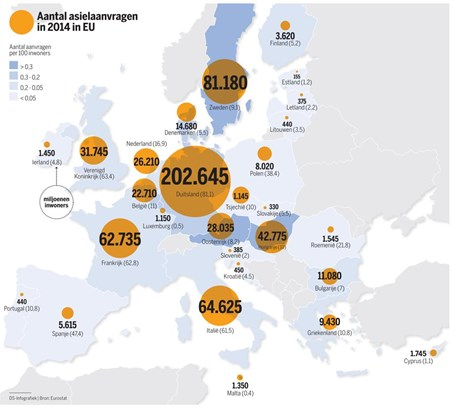 Aantal asielaanvragen
in 2014 in EU
Aantal aanvragen
per 100 inwoners
> 0.3
0.3 - 0.2
0.2 - 0.05
< 0.05
3.620
Finland (5,2)
81.180
Zweden (9,1)
155
Estland (1,2)
375
Letland (2,2)
440
Litouwen (3,5)
14.680
Denemarken (5,5)
1.450
Ierland (4,8)
31.745
Verenigd
Koninkrijk (63,4)
Nederland (16,9)
26.210
202.645
Duitsland (81,1)
8.020
Polen (38,4)
miljoenen
inwoners
22.710
België (11)
1.145
Tsjechië (10)
330
Slovakije (5,5)
1.150
Luxemburg (0,5)
28.035
Oostenrijk (8,2)
42.775
62.735
Frankrijk (62,8)
385
Slovenië (2)
450
Kroatië (4,5)
1.545
Roemenië (21,8)
11.080
Bulgarije (7)
440
Portugal (10,8)
5.615
Spanje (47,4)
64.625
Italië (61,5)
9.430
Griekenland (10,8)
1.745
Cyprus (1,1)
1.350
Malta (0,4)
DS Infografiek | Bron: Eurostat